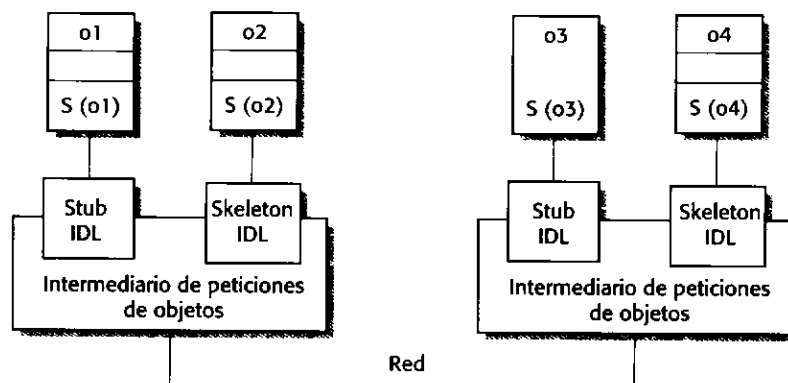 o1
o2
o3
o4
S (o1)
S (o2)
S (o3)
S (o4)
Stub
IDL
Skeleton
IDL
Stub
IDL
Skeleton
IDL
Intermediario de peticiones
de objetos
Intermediario de peticiones
de objetos
Red